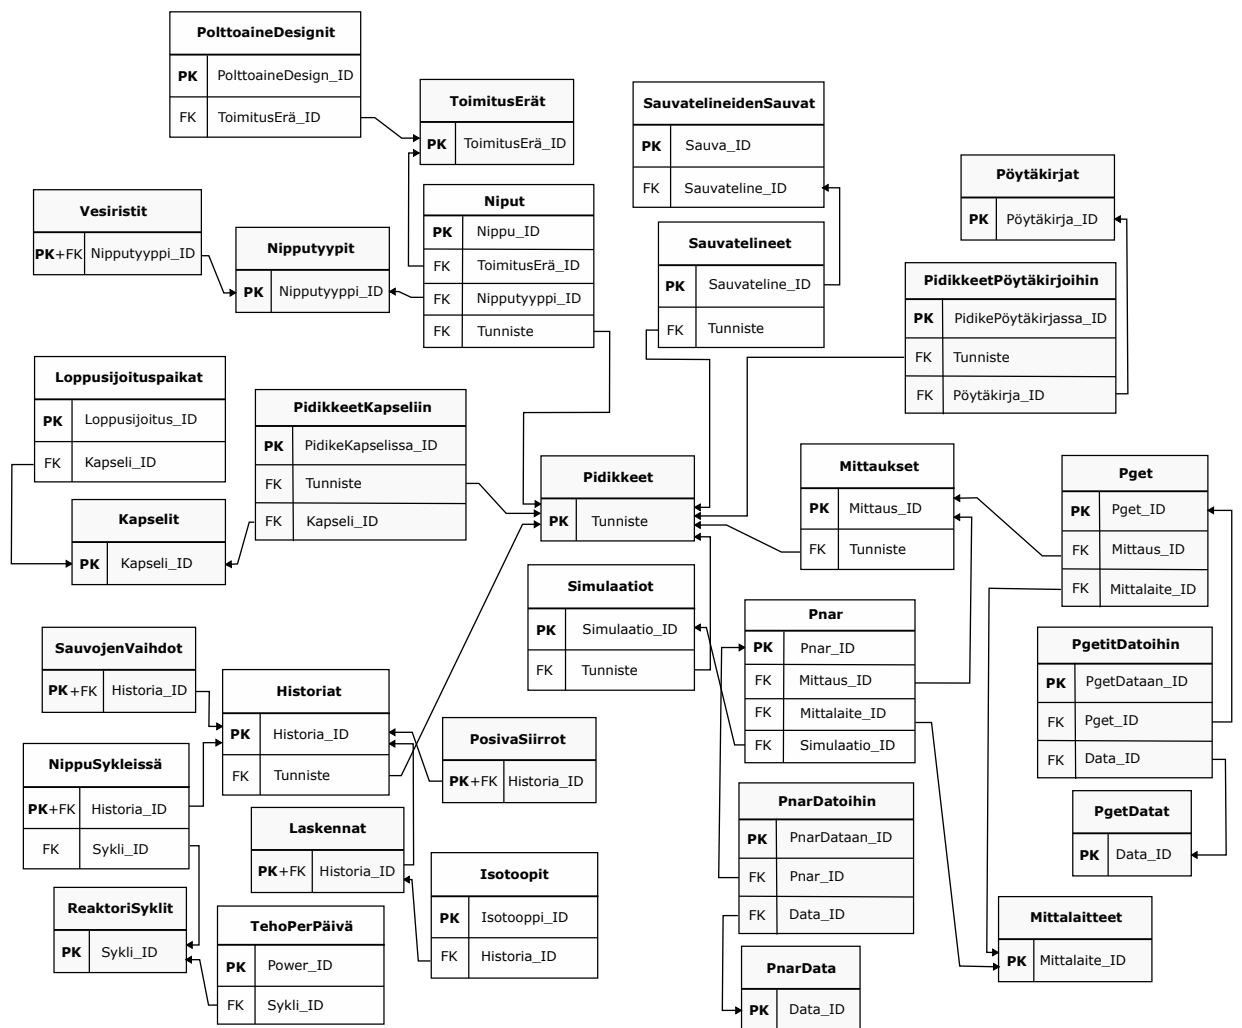 PolttoaineDesignit
PK PolttoaineDesign_ID
FK ToimitusErä_ID
ToimitusErät
PK ToimitusErä_ID
SauvatelineidenSauvat
PK Sauva_ID
FK Sauvateline_ID
Pöytäkirjat
PK Pöytäkirja_ID
Vesiristit
PK+FK Nipputyyppi_ID
Nipputyypit
PK Nipputyyppi_ID
Niput
PK Nippu_ID
FK ToimitusErä_ID
FK Nipputyyppi_ID
FK Tunniste
Sauvatelineet
PK Sauvateline_ID
FK Tunniste
PidikkeetPöytäkirjoihin
PK PidikePöytäkirjassa_ID
FK Tunniste
FK Pöytäkirja_ID
Loppusijoituspaikat
PK Loppusijoitus_ID
FK Kapseli_ID
PidikkeetKapseliin
PK PidikeKapselissa_ID
FK Tunniste
FK Kapseli_ID
Kapselit
PK Kapseli_ID
Pidikkeet
PK Tunniste
Mittaukset
PK Mittaus_ID
FK Tunniste
Pget
PK Pget_ID
FK Mittaus_ID
FK Mittalaite_ID
Simulaatiot
PK Simulaatio_ID
FK Tunniste
Pnar
PK Pnar_ID
FK Mittaus_ID
FK Mittalaite_ID
FK Simulaatio_ID
PgetitDatoihin
PK PgetDataan_ID
FK Pget_ID
FK Data_ID
SauvojenVaihdot
PK+FK Historia_ID
Historiat
PK Historia_ID
FK Tunniste
PosivaSiirrot
PK+FK Historia_ID
NippuSykleissä
PK+FK Historia_ID
FK Sykli_ID
Laskennat
PK+FK Historia_ID
PnarDatoihin
PK PnarDataan_ID
FK Pnar_ID
FK Data_ID
PgetDatat
PK Data_ID
Isotoopit
PK Isotooppi_ID
FK Historia_ID
ReaktoriSyklit
PK Sykli_ID
TehoPerPäivä
PK Power_ID
FK Sykli_ID
Mittalaitteet
PK Mittalaite_ID
PnarData
PK Data_ID